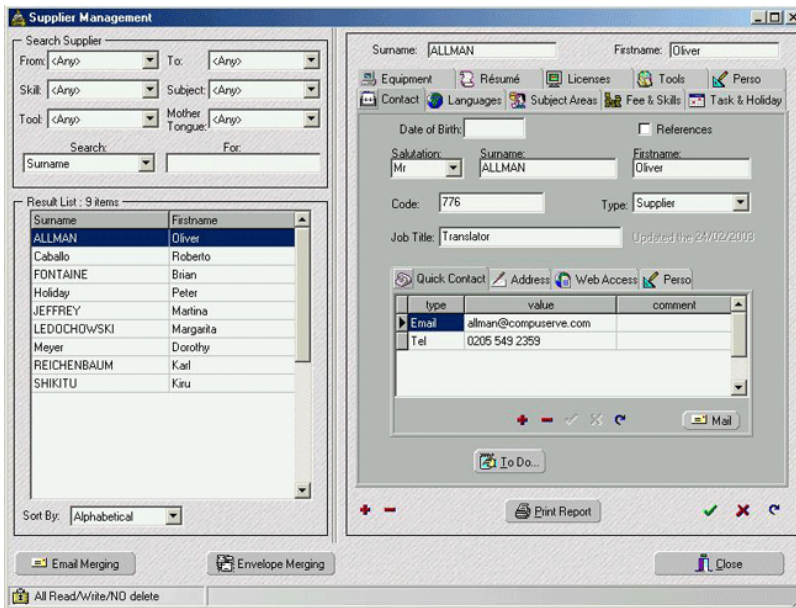 Supplier Management
Search Supplier
From: <Any> To: <Any>
Skill: <Any> Subject: <Any>
Tool: <Any> Mother Tongue: <Any>
Search: For:
Surname
Result List : 9 items
Surname Firstname
ALLMAN Oliver
Caballo Roberto
FONTAINE Brian
Holiday Peter
JEFFREY Martina
LEDOCHOWSKI Margarita
Meyer Dorothy
REICHENBAUM Karl
SHIKITU Kiru
Sort By: Alphabetical
Surname: ALLMAN Firstname: Oliver
Equipment Résumé Licenses Tools Perso
Contact Languages Subject Areas Fee & Skills Task & Holiday
Date of Birth: References
Salutation: Surname: Firstname:
Mr ALLMAN Oliver
Code: 776 Type: Supplier
Job Title: Translator Updated the 24/02/2003
Quick Contact Address Web Access Perso
type value comment
Email allman@compuserve.com
Tel 0205 549 2359
Mail
To Do...
Print Report
Email Merging Envelope Merging Close
All Read/Write/NO delete